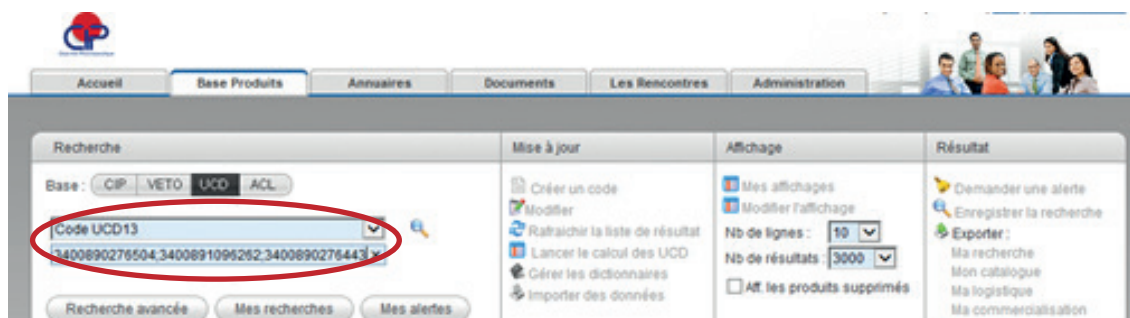 CIP
Accueil Base Produits Annuaires Documents Les Rencontres Administration
Recherche
Base : CIP VETO UCD ACL
Code UCD13
3400890276504;3400891096262;3400890276443
Recherche avancée Mes recherches Mes alertes
Mise à jour
Créer un code
Modifier
Rafraichir la liste de résultat
Lancer le calcul des UCD
Gérer les dictionnaires
Importer des données
Affichage
Mes affichages
Modifier l'affichage
Nb de lignes : 10
Nb de résultats : 3000
Aff. les produits supprimés
Résultat
Demander une alerte
Enregistrer la recherche
Exporter :
Ma recherche
Mon catalogue
Ma logistique
Ma commercialisation